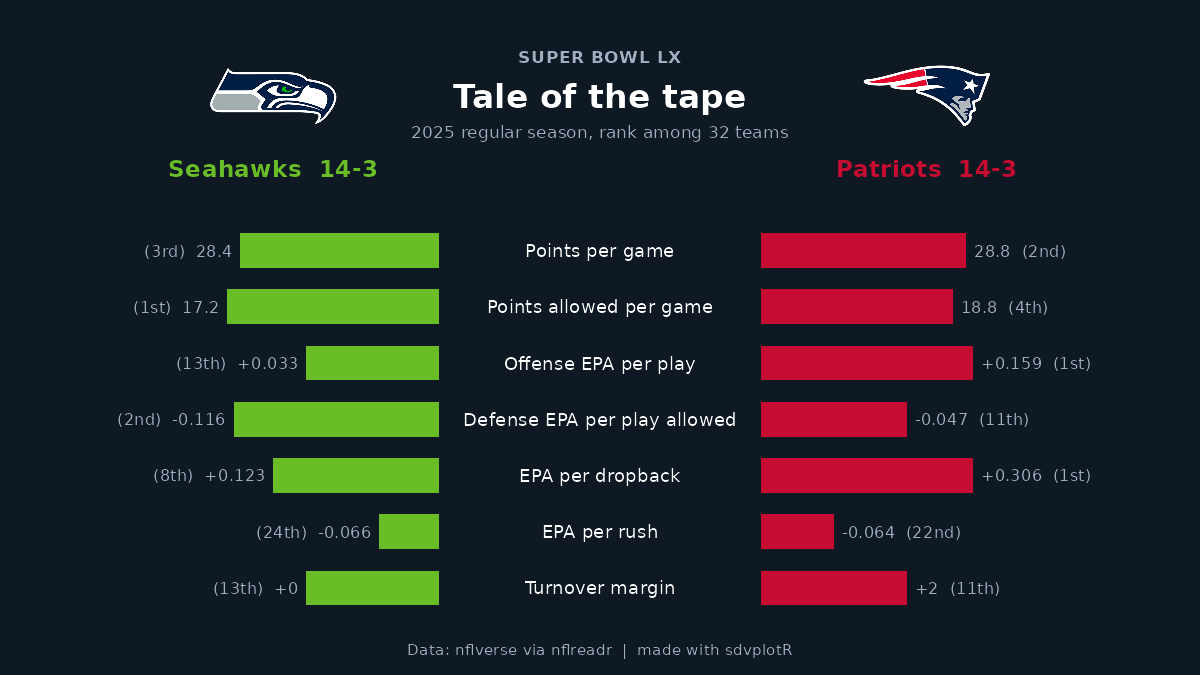 SUPER BOWL LX
Tale of the tape
2025 regular season, rank among 32 teams
Seahawks 14-3
Patriots 14-3
(3rd) 28.4 Points per game 28.8 (2nd)
(1st) 17.2 Points allowed per game 18.8 (4th)
(13th) +0.033 Offense EPA per play +0.159 (1st)
(2nd) -0.116 Defense EPA per play allowed -0.047 (11th)
(8th) +0.123 EPA per dropback +0.306 (1st)
(24th) -0.066 EPA per rush -0.064 (22nd)
(13th) +0 Turnover margin +2 (11th)
Data: nflverse via nflreadr | made with sdvplotR